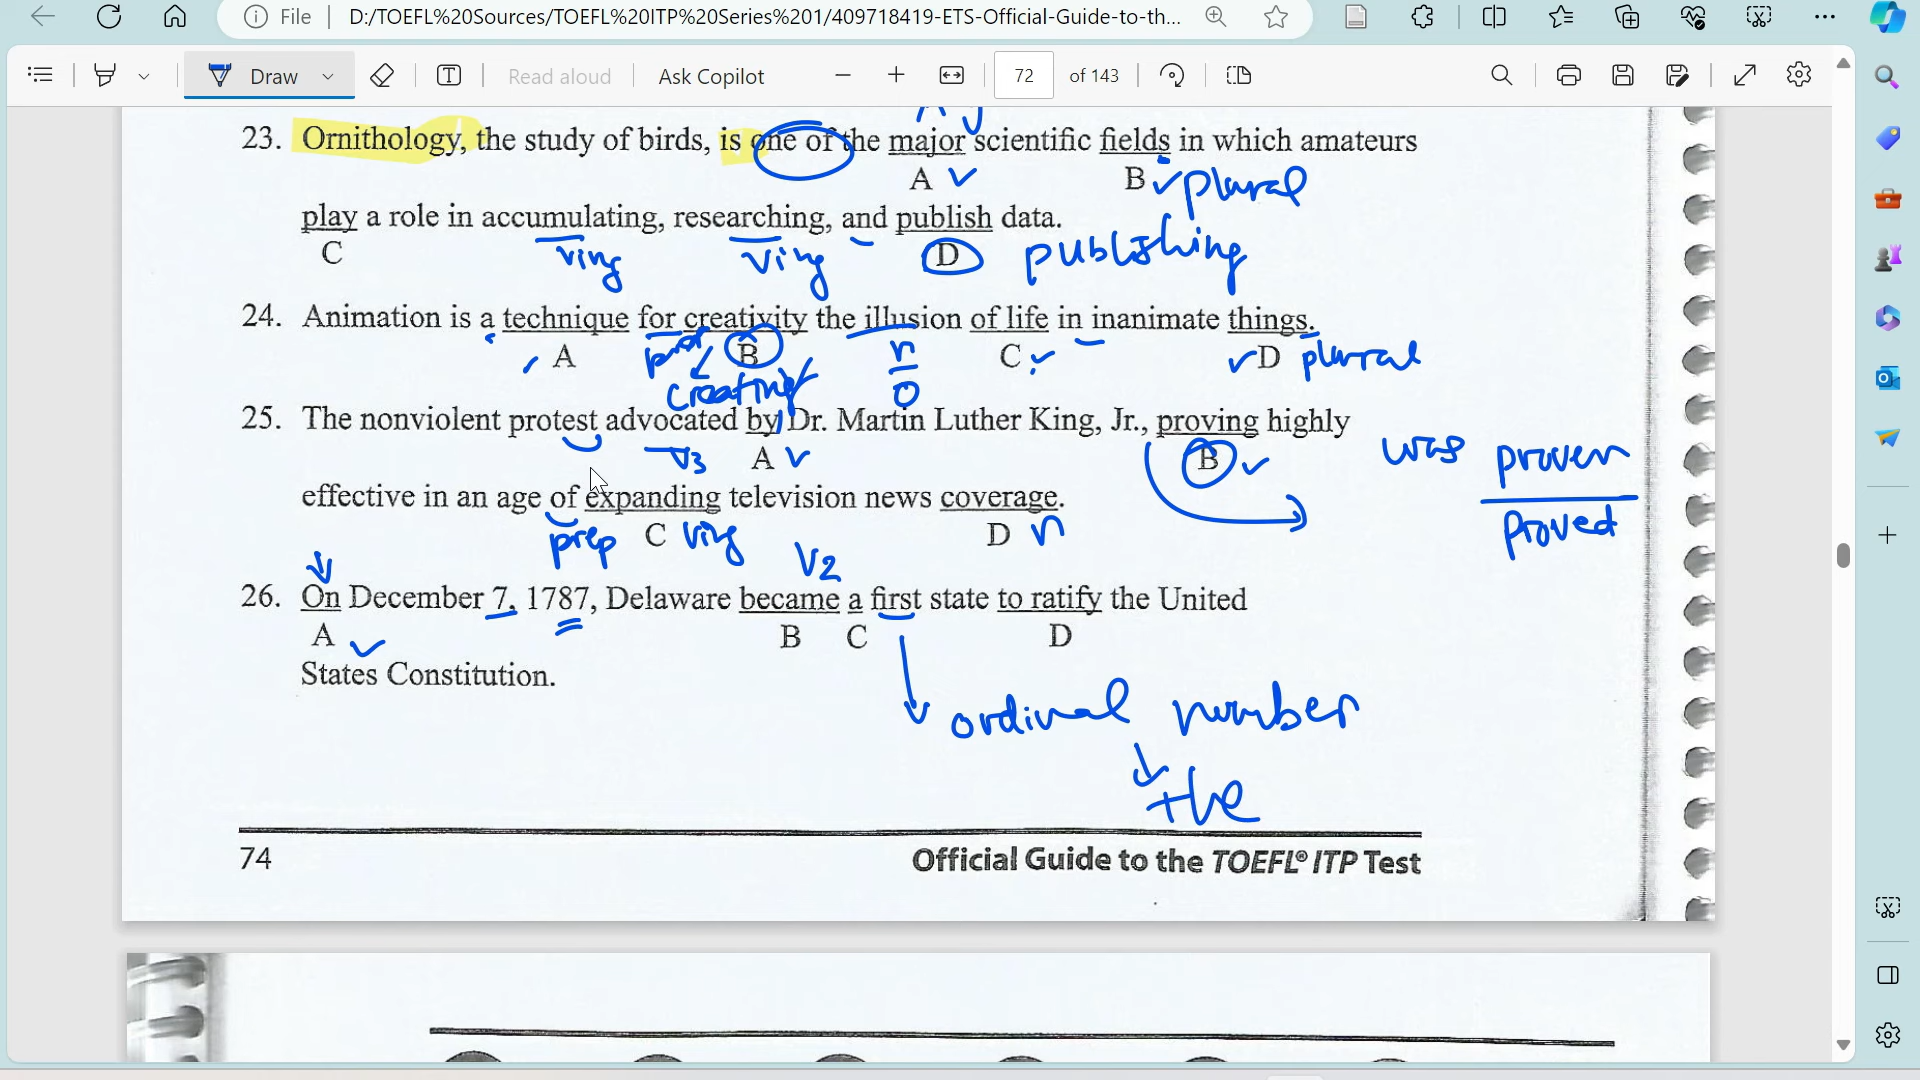 File D:/TOEFL%20Sources/TOEFL%20ITP%20Series%201/409718419-ETS-Official-Guide-to-th...
Draw Read aloud Ask Copilot 72 of 143
23. Ornithology, the study of birds, is one of the major scientific fields in which amateurs
A B plural
play a role in accumulating, researching, and publish data.
C Ving Ving D publishing
24. Animation is a technique for creativity the illusion of life in inanimate things.
A B n C D plural
creating O
25. The nonviolent protest advocated by Dr. Martin Luther King, Jr., proving highly
V3 A B was proven
effective in an age of expanding television news coverage.
proved
prep C Ving D n
V2
26. On December 7, 1787, Delaware became a first state to ratify the United
A B C D
States Constitution.
ordinal number
the
74 Official Guide to the TOEFL® ITP Test